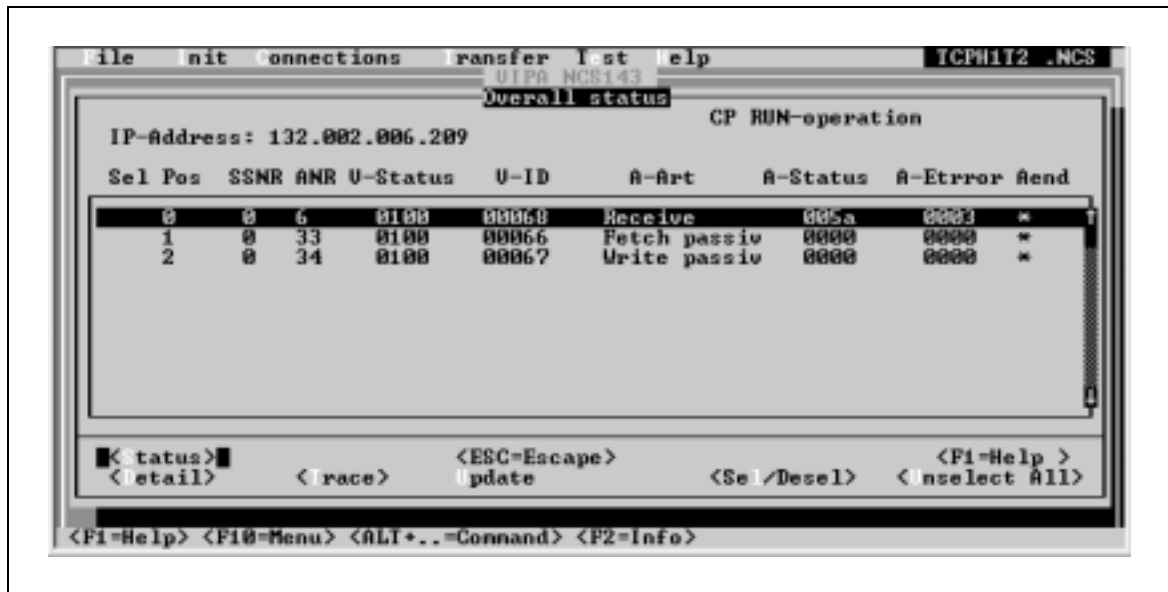 ile nit onnections ransfer T st elp TCPH1T2 .NCS
VIPA NCS143
Overall status
CP RUN-operation
IP-Address: 132.002.006.209
Sel Pos SSNR ANR V-Status V-ID A-Art A-Status A-Etrror Aend
0 0 6 0100 00068 Receive 005a 0003 *
1 0 33 0100 00066 Fetch passiv 0000 0000 *
2 0 34 0100 00067 Write passiv 0000 0000 *
< tatus> <ESC=Escape> <F1=Help >
< etail> < race> pdate <Se /Desel> < nselect All>
<F1=Help> <F10=Menu> <ALT+..=Command> <F2=Info>